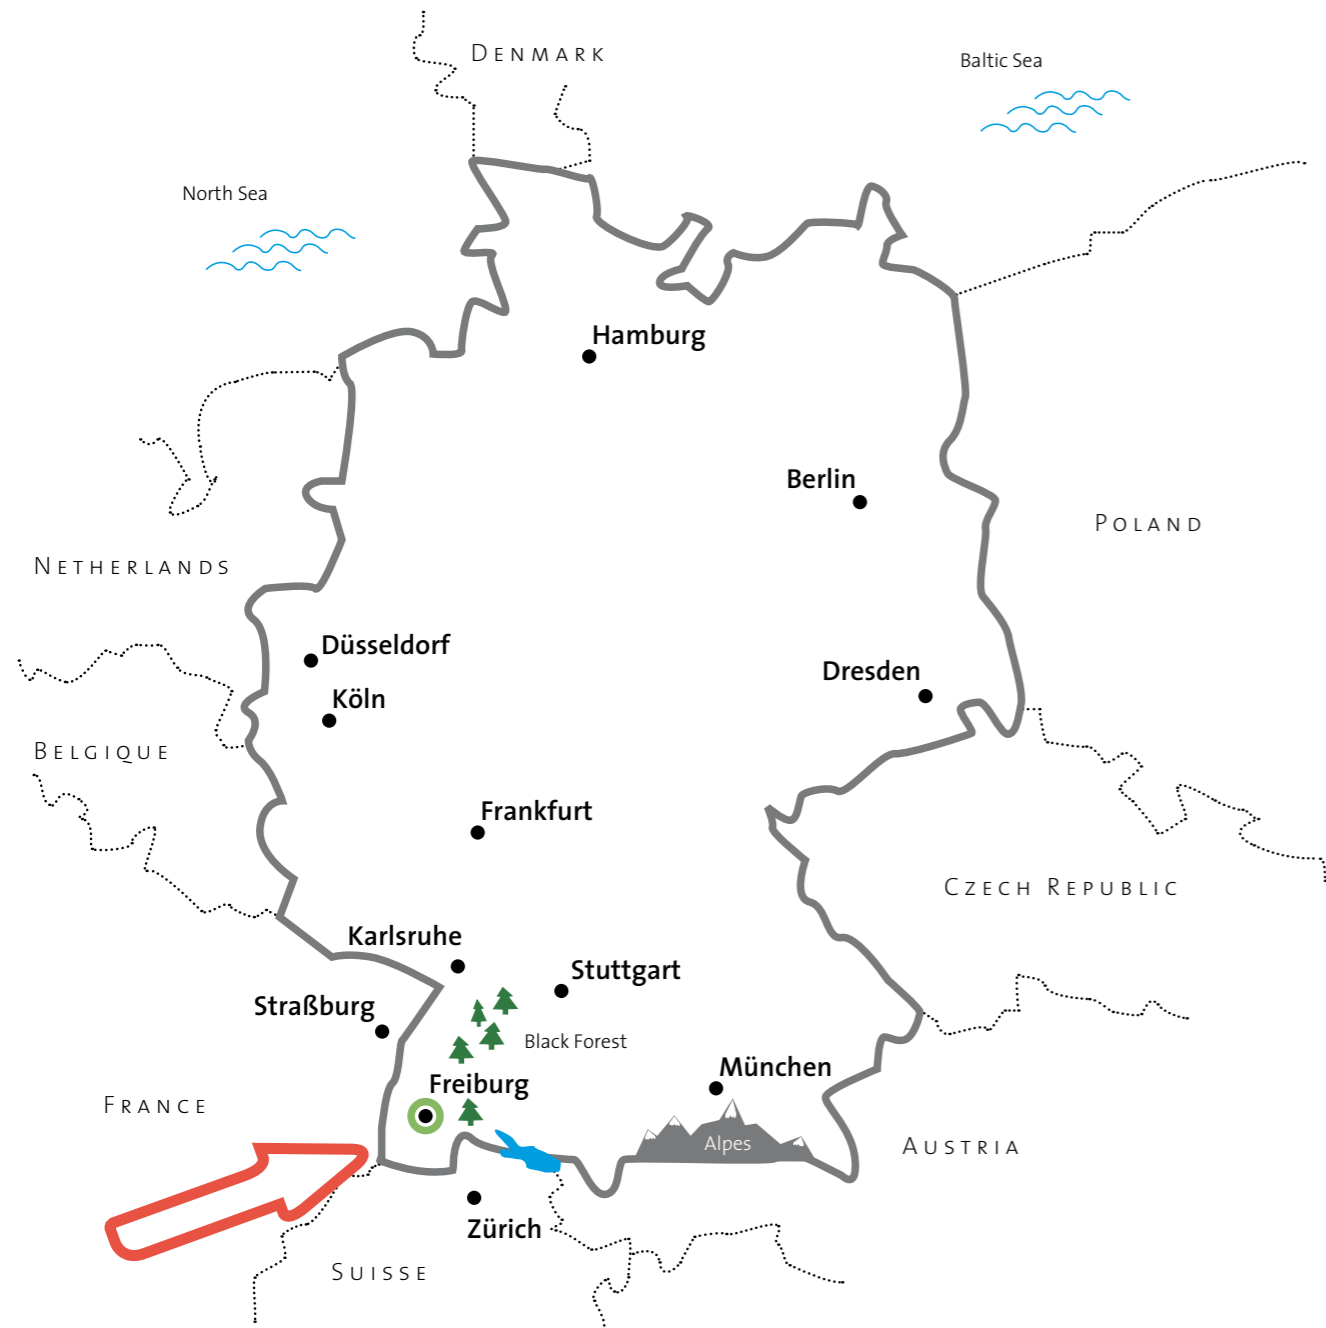 DENMARK
Baltic Sea
North Sea
Hamburg
Berlin
POLAND
NETHERLANDS
Düsseldorf
Dresden
Köln
BELGIQUE
Frankfurt
CZECH REPUBLIC
Karlsruhe
Stuttgart
Straßburg
Black Forest
München
Freiburg
FRANCE
Alpes
AUSTRIA
Zürich
SUISSE